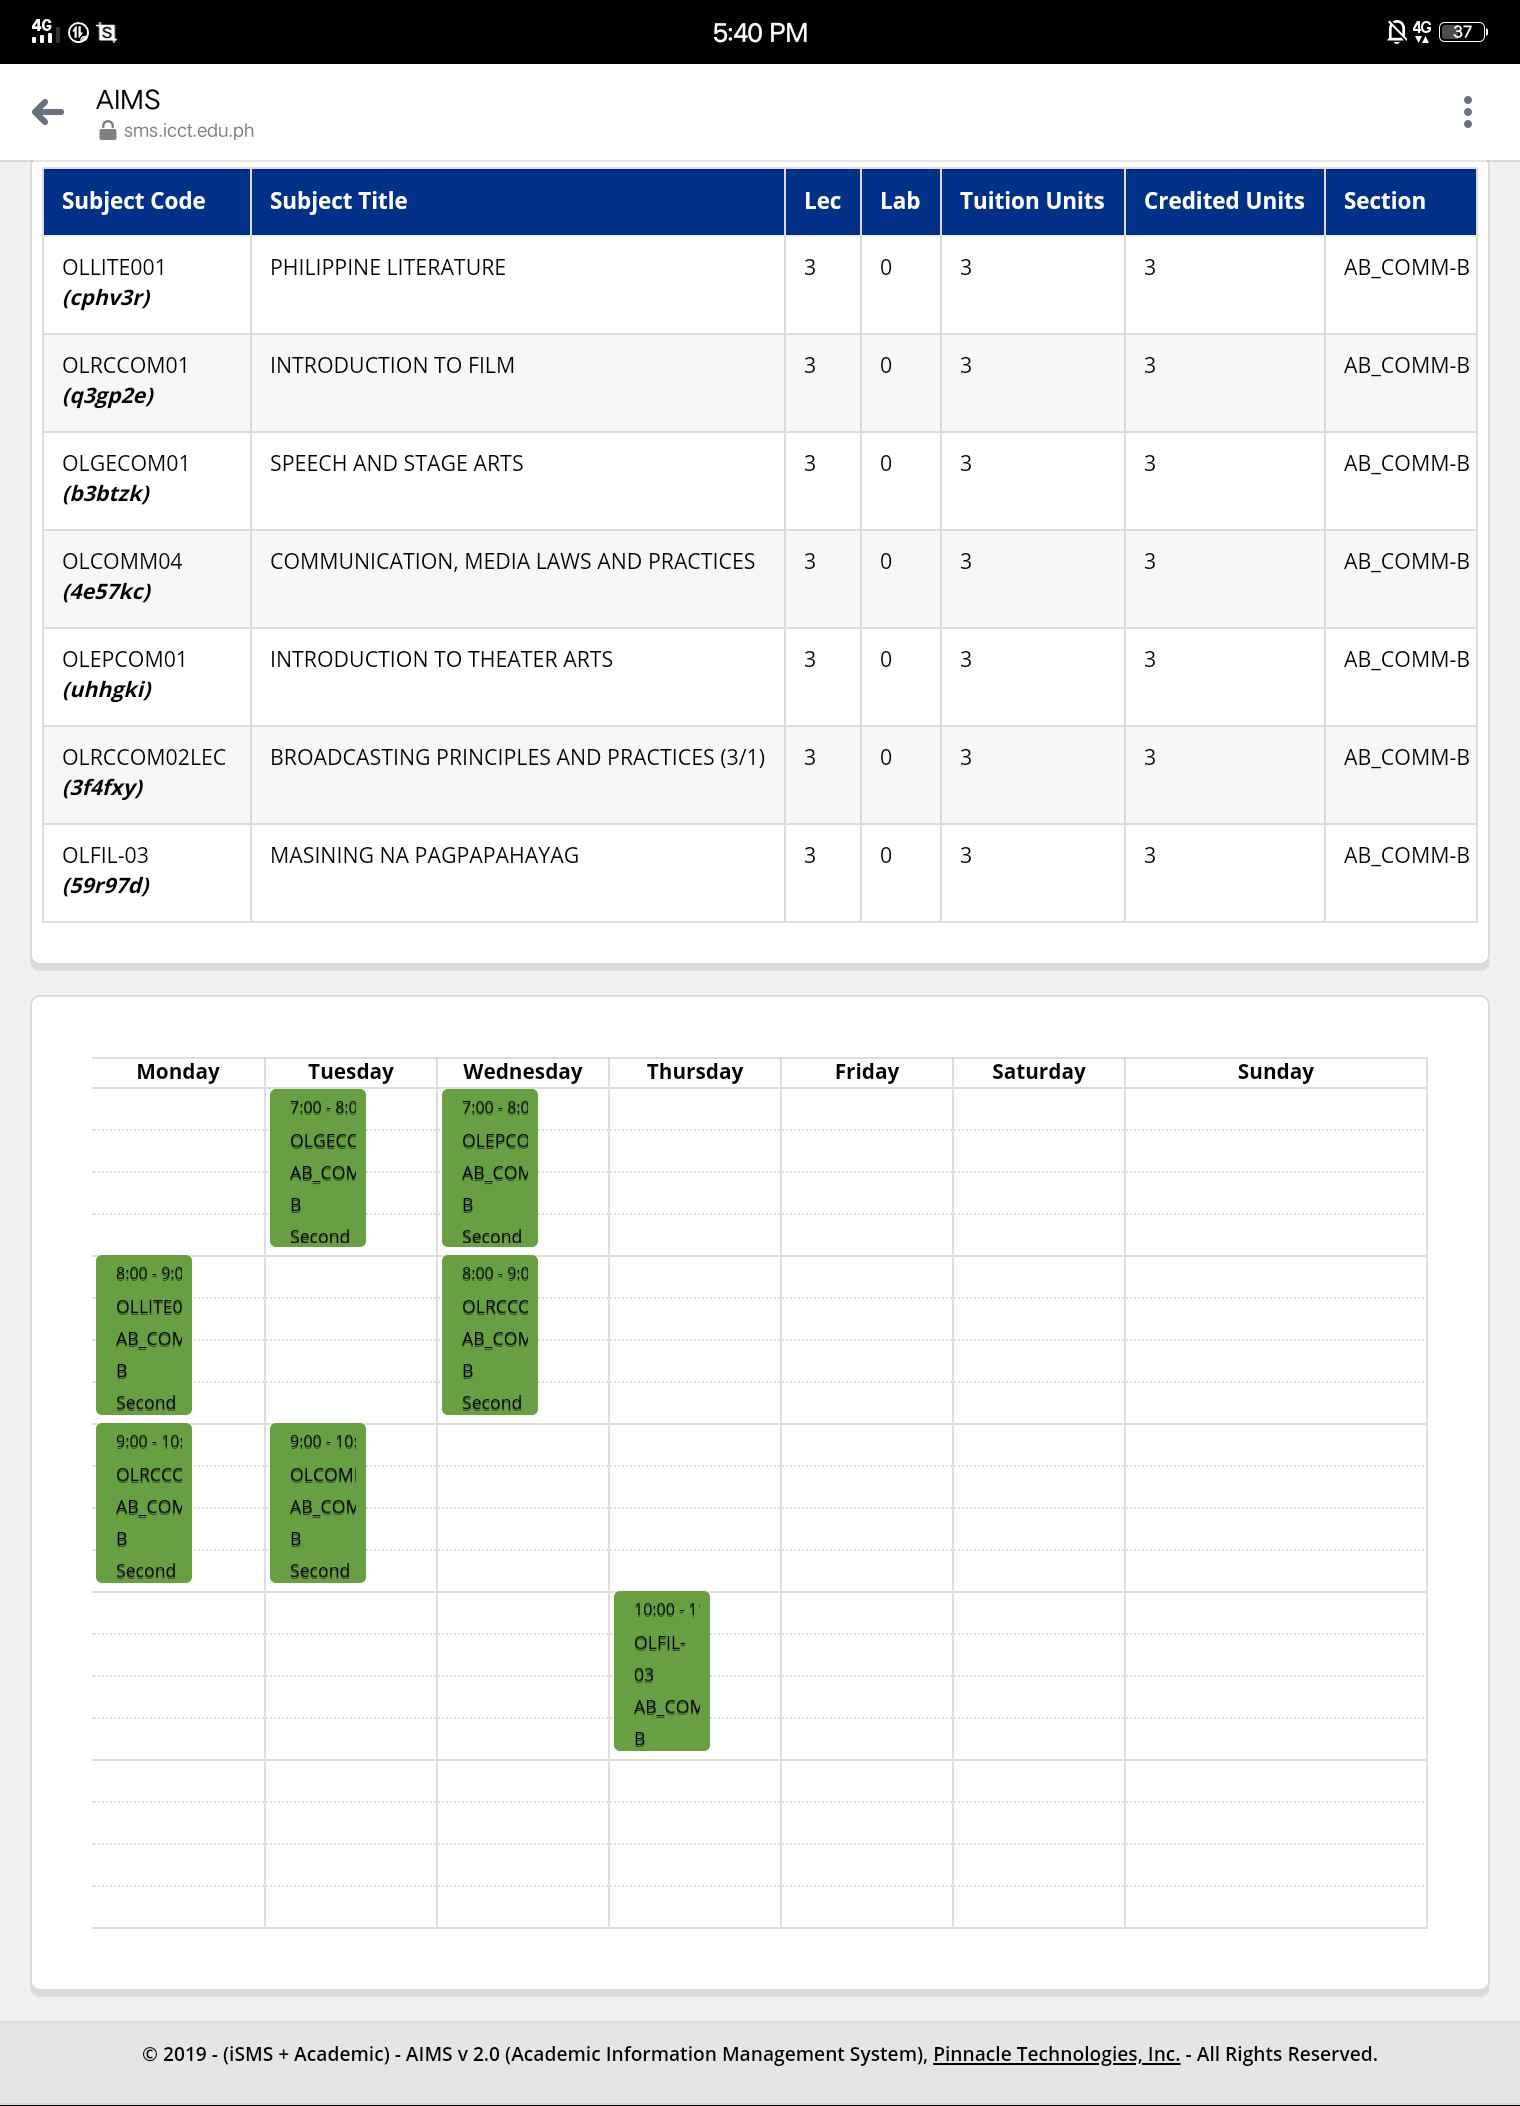 4G 5:40 PM 4G 37
AIMS
sms.icct.edu.ph
Subject Code Subject Title Lec Lab Tuition Units Credited Units Section
OLLITE001 PHILIPPINE LITERATURE 3 0 3 3 AB_COMM-B
(cphv3r)
OLRCCOM01 INTRODUCTION TO FILM 3 0 3 3 AB_COMM-B
(q3gp2e)
OLGECOM01 SPEECH AND STAGE ARTS 3 0 3 3 AB_COMM-B
(b3btzk)
OLCOMM04 COMMUNICATION, MEDIA LAWS AND PRACTICES 3 0 3 3 AB_COMM-B
(4e57kc)
OLEPCOM01 INTRODUCTION TO THEATER ARTS 3 0 3 3 AB_COMM-B
(uhhgki)
OLRCCOM02LEC BROADCASTING PRINCIPLES AND PRACTICES (3/1) 3 0 3 3 AB_COMM-B
(3f4fxy)
OLFIL-03 MASINING NA PAGPAPAHAYAG 3 0 3 3 AB_COMM-B
(59r97d)
Monday Tuesday Wednesday Thursday Friday Saturday Sunday
7:00 - 8:0 7:00 - 8:0
OLGECC OLEPCO
AB_COM AB_COM
B B
Second Second
8:00 - 9:0 8:00 - 9:0
OLLITE0 OLRCCC
AB_COM AB_COM
B B
Second Second
9:00 - 10: 9:00 - 10:
OLRCCC OLCOM
AB_COM AB_COM
B B
Second Second
10:00 - 1
OLFIL-
03
AB_COM
B
© 2019 - (iSMS + Academic) - AIMS v 2.0 (Academic Information Management System), Pinnacle Technologies, Inc. - All Rights Reserved.